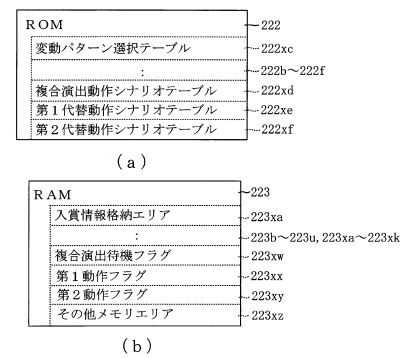 ROM 222
変動パターン選択テーブル 222xc
: 222b～222f
複合演出動作シナリオテーブル 222xd
第1代替動作シナリオテーブル 222xe
第2代替動作シナリオテーブル 222xf
(a)
RAM 223
入賞情報格納エリア 223xa
: 223b～223u,223xa～223xk
複合演出待機フラグ 223xw
第1動作フラグ 223xx
第2動作フラグ 223xy
その他メモリエリア 223xz
(b)